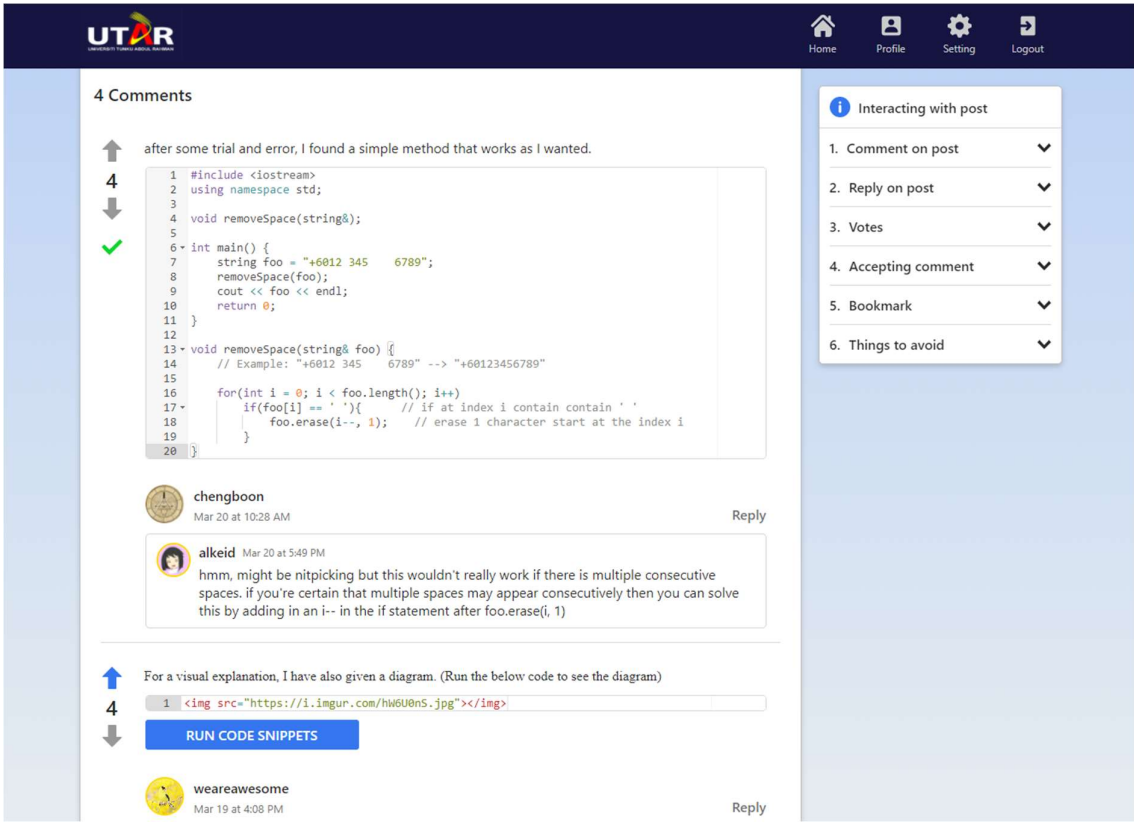 UTAR
UNIVERSITI TUNKU ABDUL RAHMAN
Home
Profile
Setting
Logout
4 Comments
after some trial and error, I found a simple method that works as I wanted.
4
1 #include <iostream>
2 using namespace std;
3
4 void removeSpace(string&);
5
6 int main() {
7 string foo = "+6012 345    6789";
8 removeSpace(foo);
9 cout << foo << endl;
10 return 0;
11 }
12
13 void removeSpace(string& foo) {
14 // Example: "+6012 345    6789" --> "+60123456789"
15
16 for(int i = 0; i < foo.length(); i++)
17 if(foo[i] == ' '){ // if at index i contain contain ' '
18 foo.erase(i--, 1); // erase 1 character start at the index i
19 }
20 }
chengboon
Mar 20 at 10:28 AM
Reply
alkeid Mar 20 at 5:49 PM
hmm, might be nitpicking but this wouldn't really work if there is multiple consecutive
spaces. if you're certain that multiple spaces may appear consecutively then you can solve
this by adding in an i-- in the if statement after foo.erase(i, 1)
For a visual explanation, I have also given a diagram. (Run the below code to see the diagram)
4
1 <img src="https://i.imgur.com/hW6U0nS.jpg"></img>
RUN CODE SNIPPETS
weareawesome
Mar 19 at 4:08 PM
Reply
Interacting with post
1. Comment on post
2. Reply on post
3. Votes
4. Accepting comment
5. Bookmark
6. Things to avoid